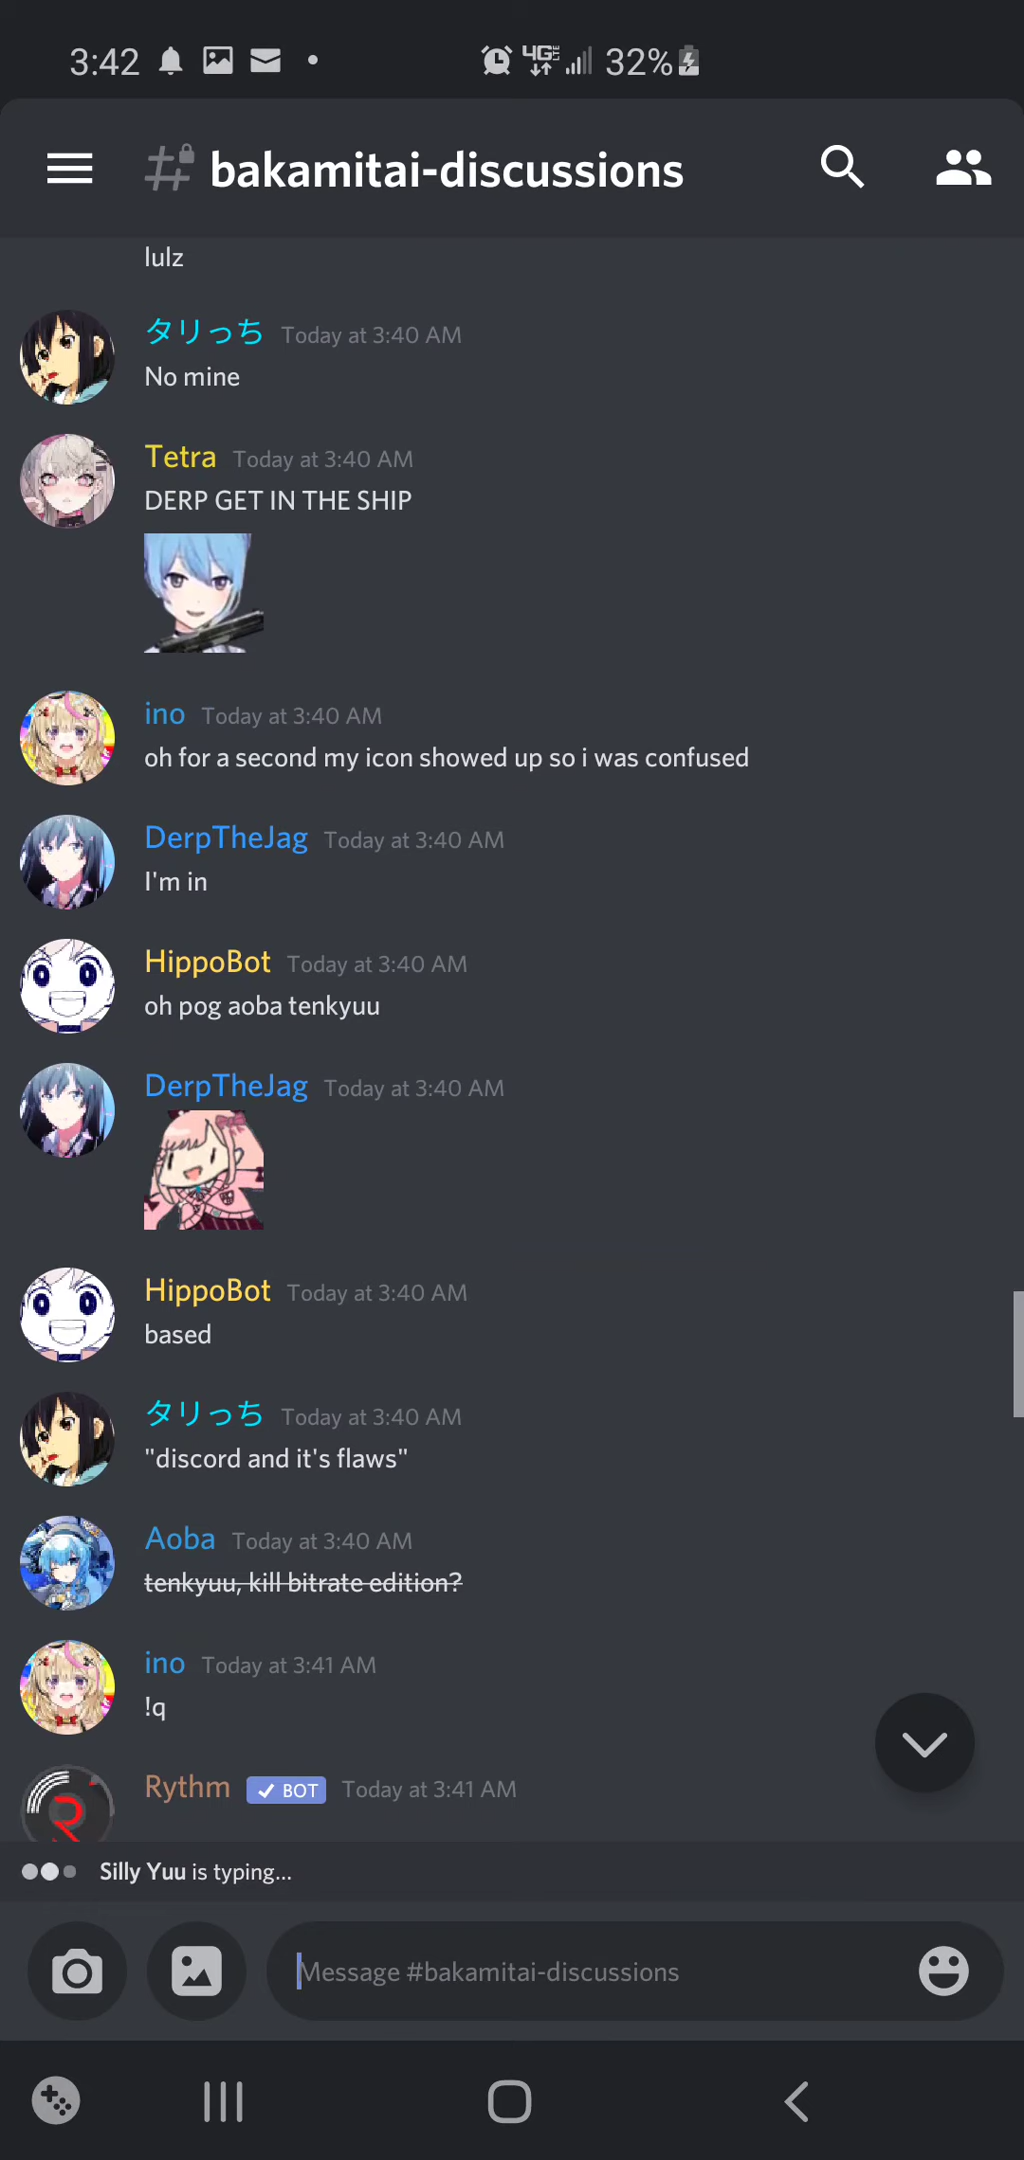 3:42 4G LTE 32%
bakamitai-discussions
lulz
タリっち Today at 3:40 AM
No mine
Tetra Today at 3:40 AM
DERP GET IN THE SHIP
ino Today at 3:40 AM
oh for a second my icon showed up so i was confused
DerpTheJag Today at 3:40 AM
I'm in
HippoBot Today at 3:40 AM
oh pog aoba tenkyuu
DerpTheJag Today at 3:40 AM
HippoBot Today at 3:40 AM
based
タリっち Today at 3:40 AM
"discord and it's flaws"
Aoba Today at 3:40 AM
tenkyuu, kill bitrate edition?
ino Today at 3:41 AM
!q
Rythm BOT Today at 3:41 AM
Silly Yuu is typing...
Message #bakamitai-discussions